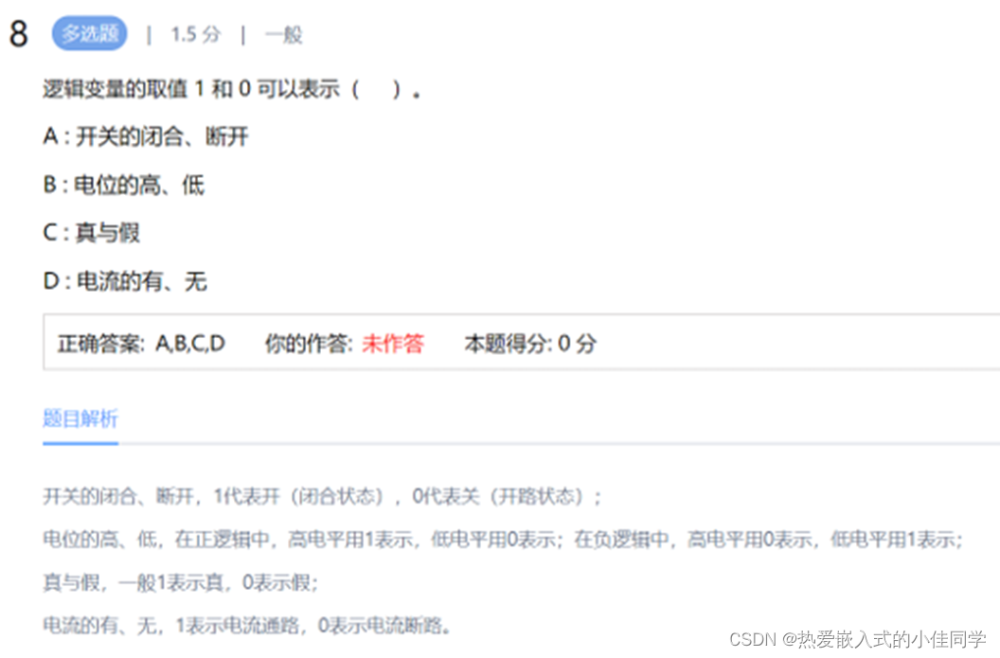 8 多选题 | 1.5 分 | 一般
逻辑变量的取值 1 和 0 可以表示（ ）。
A : 开关的闭合、断开
B : 电位的高、低
C : 真与假
D : 电流的有、无
正确答案: A,B,C,D 你的作答: 未作答 本题得分: 0 分
题目解析
开关的闭合、断开，1代表开（闭合状态），0代表关（开路状态）;
电位的高、低，在正逻辑中，高电平用1表示，低电平用0表示；在负逻辑中，高电平用0表示，低电平用1表示;
真与假，一般1表示真，0表示假;
电流的有、无，1表示电流通路，0表示电流断路。
CSDN @热爱嵌入式的小佳同学